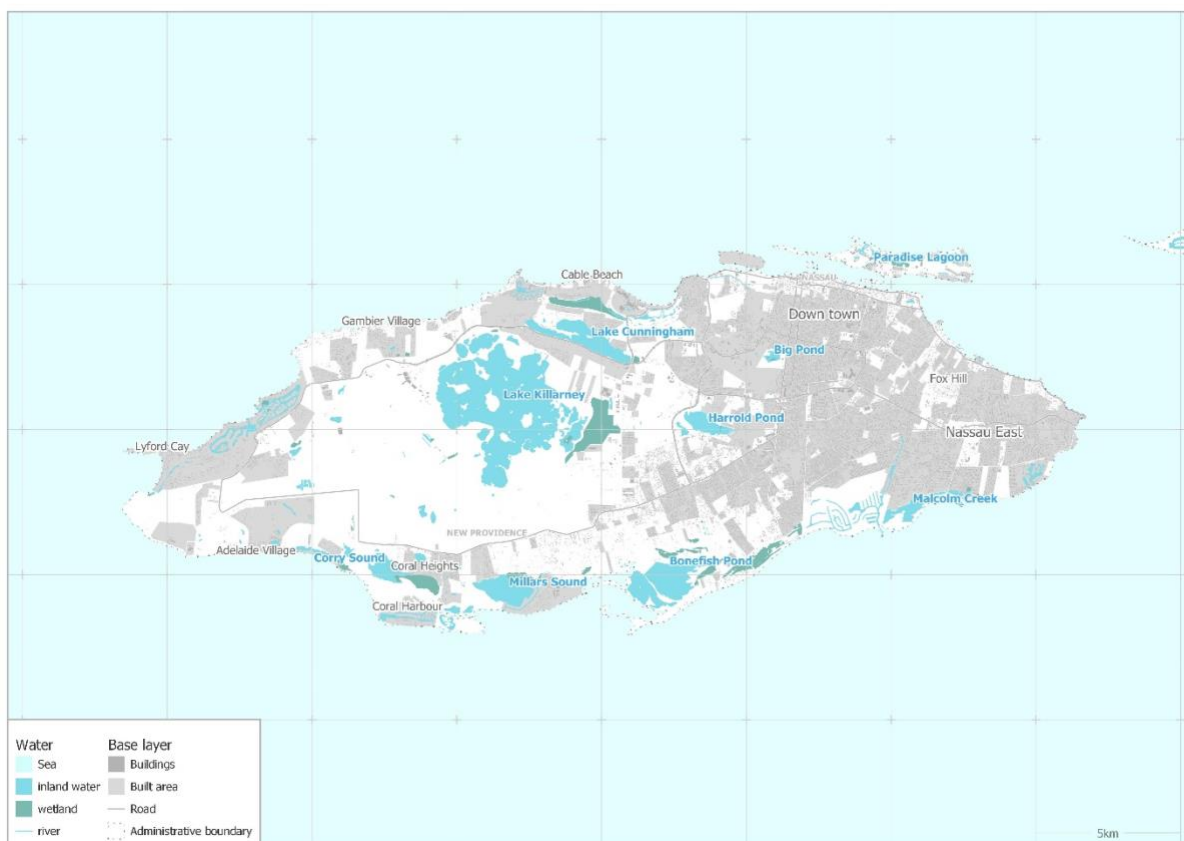 Paradise Lagoon
Cable Beach
NASSAU
Down town
Gambier Village
Lake Cunningham
Big Pond
Fox Hill
Lake Killarney
Harrold Pond
Nassau East
Lyford Cay
Malcolm Creek
NEW PROVIDENCE
Adelaide Village
Corry Sound
Coral Heights
Bonefish Pond
Millars Sound
Coral Harbour
Water
Sea
inland water
wetland
river
Base layer
Buildings
Built area
Road
Administrative boundary
5km